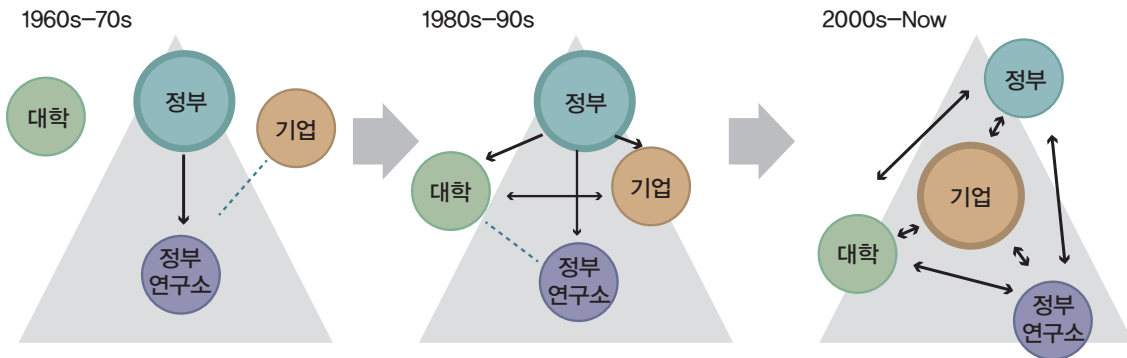 1960s–70s
대학
정부
기업
정부
연구소
1980s–90s
정부
대학
기업
정부
연구소
2000s–Now
정부
기업
대학
정부
연구소